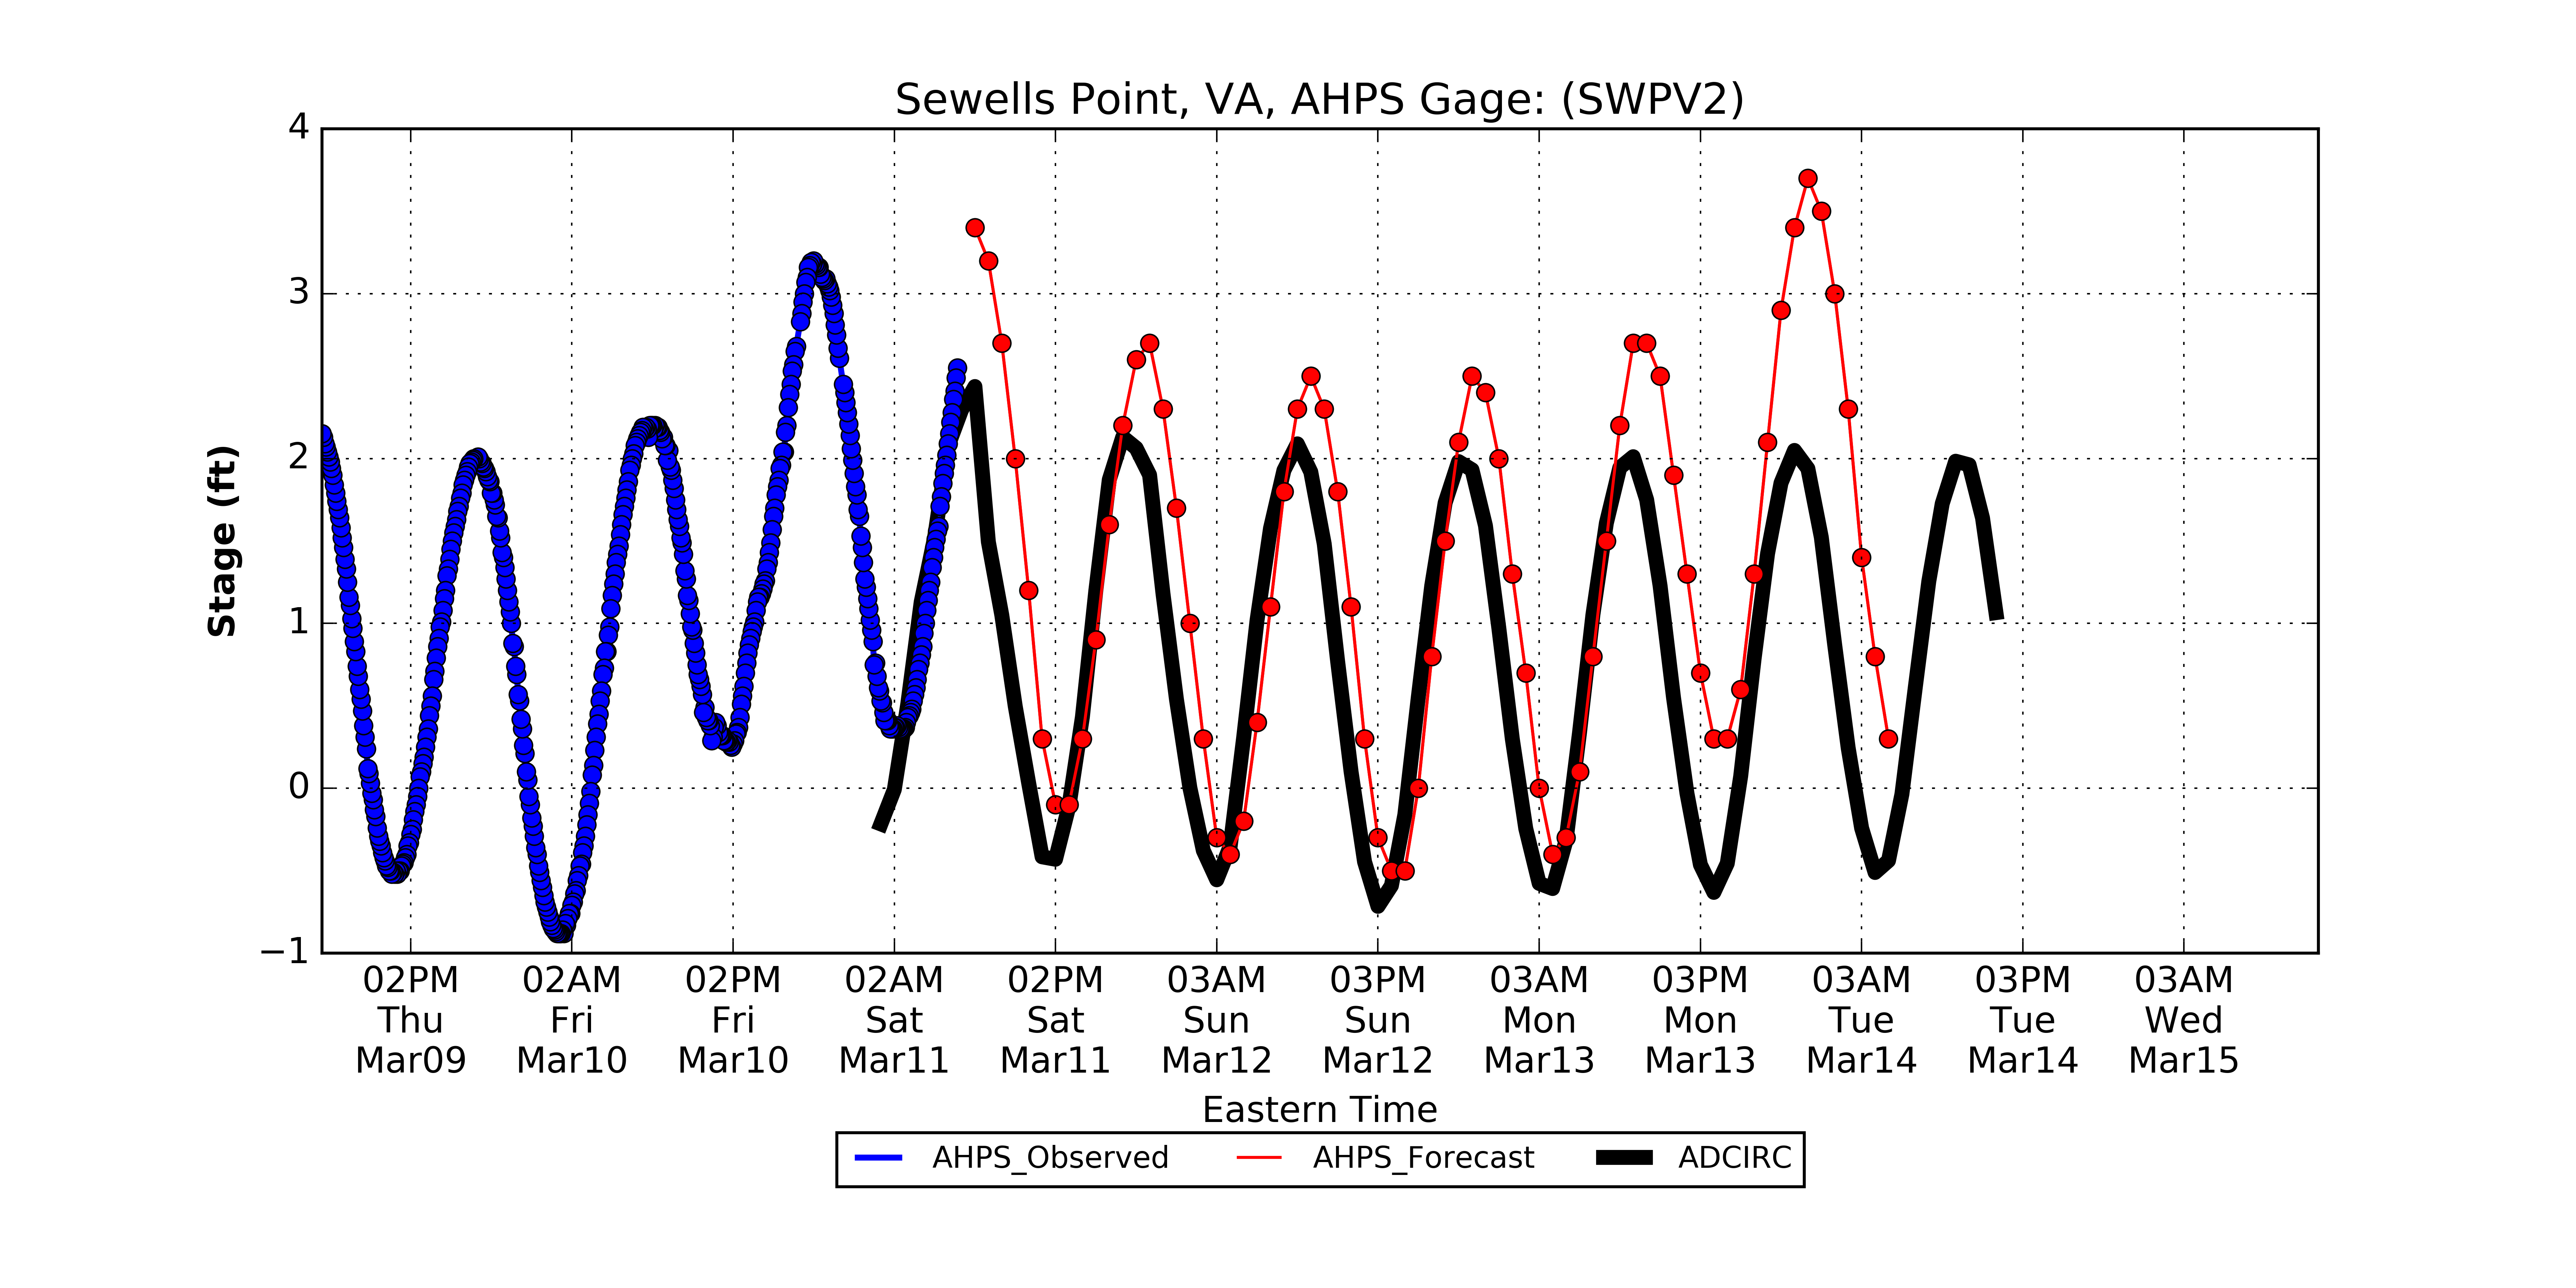 Sewells Point, VA, AHPS Gage: (SWPV2)
4
3
2
1
0
−1
Stage (ft)
02PM 02AM 02PM 02AM 02PM 03AM 03PM 03AM 03PM 03AM 03PM 03AM
Thu Fri Fri Sat Sat Sun Sun Mon Mon Tue Tue Wed
Mar09 Mar10 Mar10 Mar11 Mar11 Mar12 Mar12 Mar13 Mar13 Mar14 Mar14 Mar15
Eastern Time
AHPS_Observed AHPS_Forecast ADCIRC